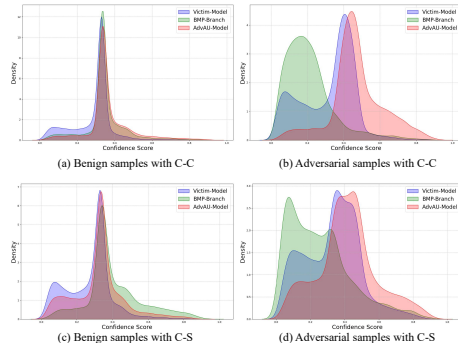 Victim-Model
BMP-Branch
AdvAU-Model
Density
Confidence Score
(a) Benign samples with C-C
Victim-Model
BMP-Branch
AdvAU-Model
Density
Confidence Score
(b) Adversarial samples with C-C
Victim-Model
BMP-Branch
AdvAU-Model
Density
Confidence Score
(c) Benign samples with C-S
Victim-Model
BMP-Branch
AdvAU-Model
Density
Confidence Score
(d) Adversarial samples with C-S